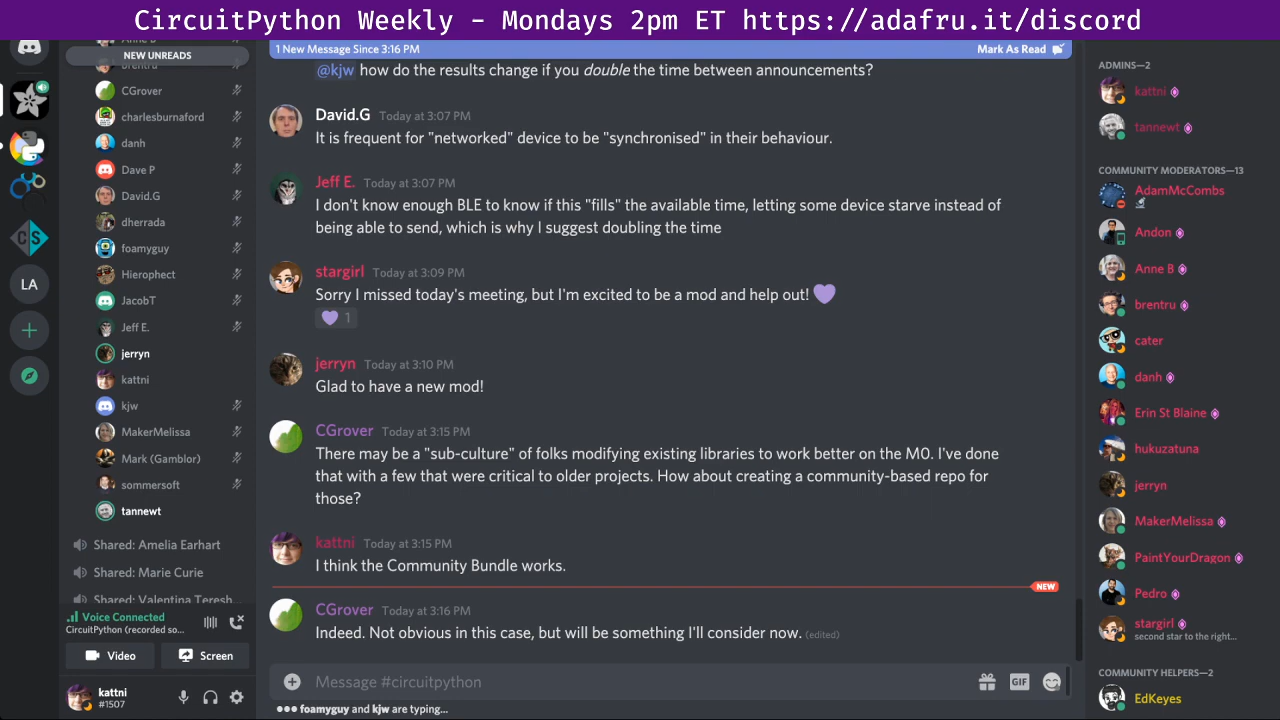 CircuitPython Weekly - Mondays 2pm ET https://adafru.it/discord
NEW UNREADS
brentru
CGrover
charlesburnaford
danh
Dave P
David.G
dherrada
foamyguy
Hierophect
JacobT
Jeff E.
jerryn
kattni
kjw
MakerMelissa
Mark (Gamblor)
sommersoft
tannewt
Shared: Amelia Earhart
Shared: Marie Curie
Shared: Valentina Teresh...
Voice Connected
CircuitPython (recorded so...
Video
Screen
kattni
#1507
LA
1 New Message Since 3:16 PM
Mark As Read
@kjw how do the results change if you double the time between announcements?
David.G Today at 3:07 PM
It is frequent for "networked" device to be "synchronised" in their behaviour.
Jeff E. Today at 3:07 PM
I don't know enough BLE to know if this "fills" the available time, letting some device starve instead of
being able to send, which is why I suggest doubling the time
stargirl Today at 3:09 PM
Sorry I missed today's meeting, but I'm excited to be a mod and help out!
1
jerryn Today at 3:10 PM
Glad to have a new mod!
CGrover Today at 3:15 PM
There may be a "sub-culture" of folks modifying existing libraries to work better on the M0. I've done
that with a few that were critical to older projects. How about creating a community-based repo for
those?
kattni Today at 3:15 PM
I think the Community Bundle works.
NEW
CGrover Today at 3:16 PM
Indeed. Not obvious in this case, but will be something I'll consider now. (edited)
Message #circuitpython
GIF
foamyguy and kjw are typing...
ADMINS—2
kattni
tannewt
COMMUNITY MODERATORS—13
AdamMcCombs
Andon
Anne B
brentru
cater
danh
Erin St Blaine
hukuzatuna
jerryn
MakerMelissa
PaintYourDragon
Pedro
stargirl
second star to the right...
COMMUNITY HELPERS—2
EdKeyes